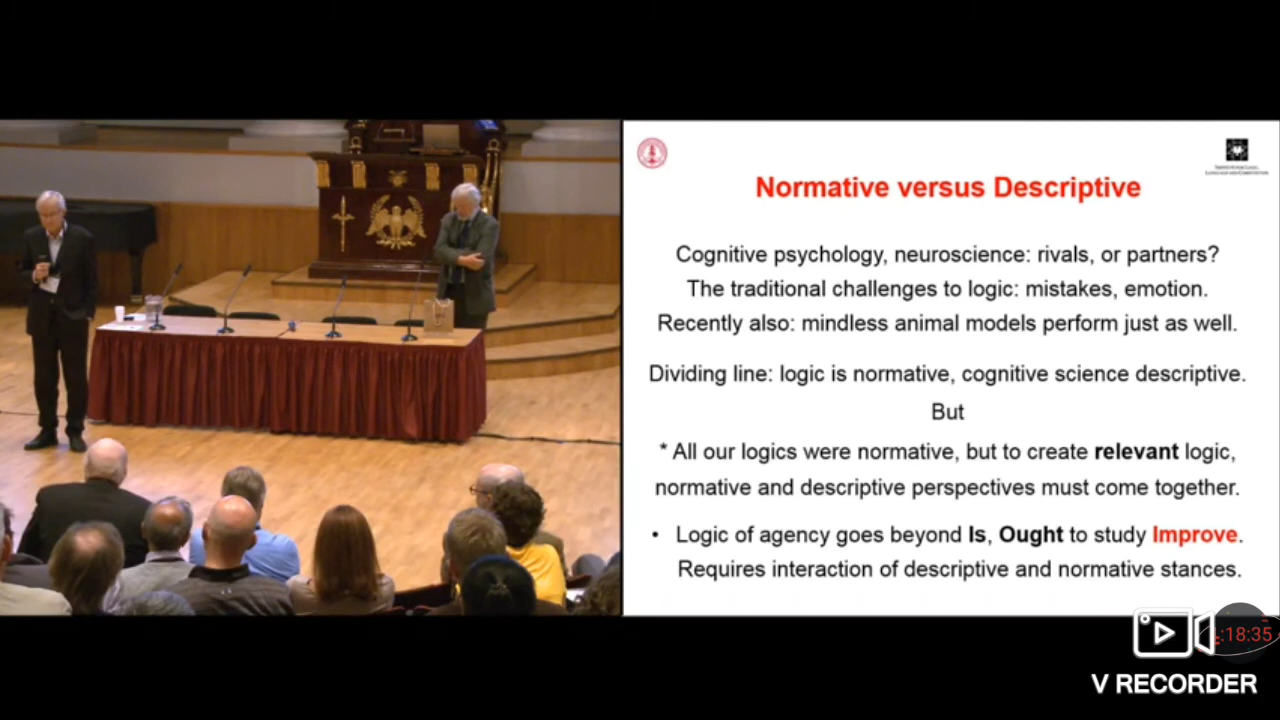 Normative versus Descriptive
Cognitive psychology, neuroscience: rivals, or partners?
The traditional challenges to logic: mistakes, emotion.
Recently also: mindless animal models perform just as well.
Dividing line: logic is normative, cognitive science descriptive.
But
* All our logics were normative, but to create relevant logic,
normative and descriptive perspectives must come together.
• Logic of agency goes beyond Is, Ought to study Improve.
Requires interaction of descriptive and normative stances.
:18:35
V RECORDER